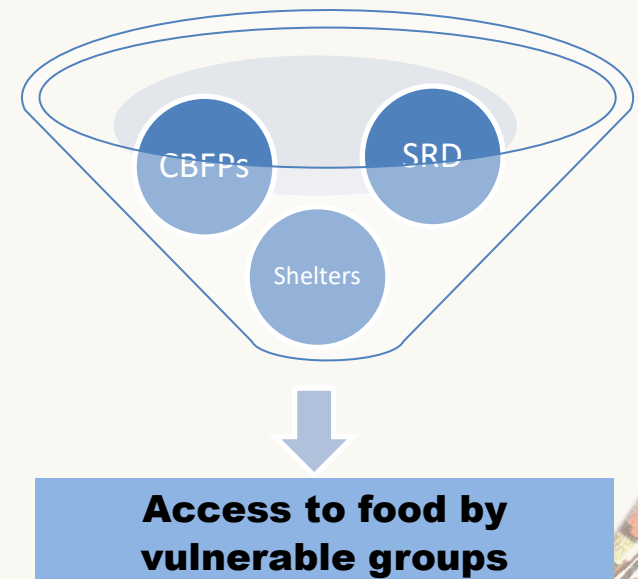 CBFPs
SRD
Shelters
Access to food by
vulnerable groups